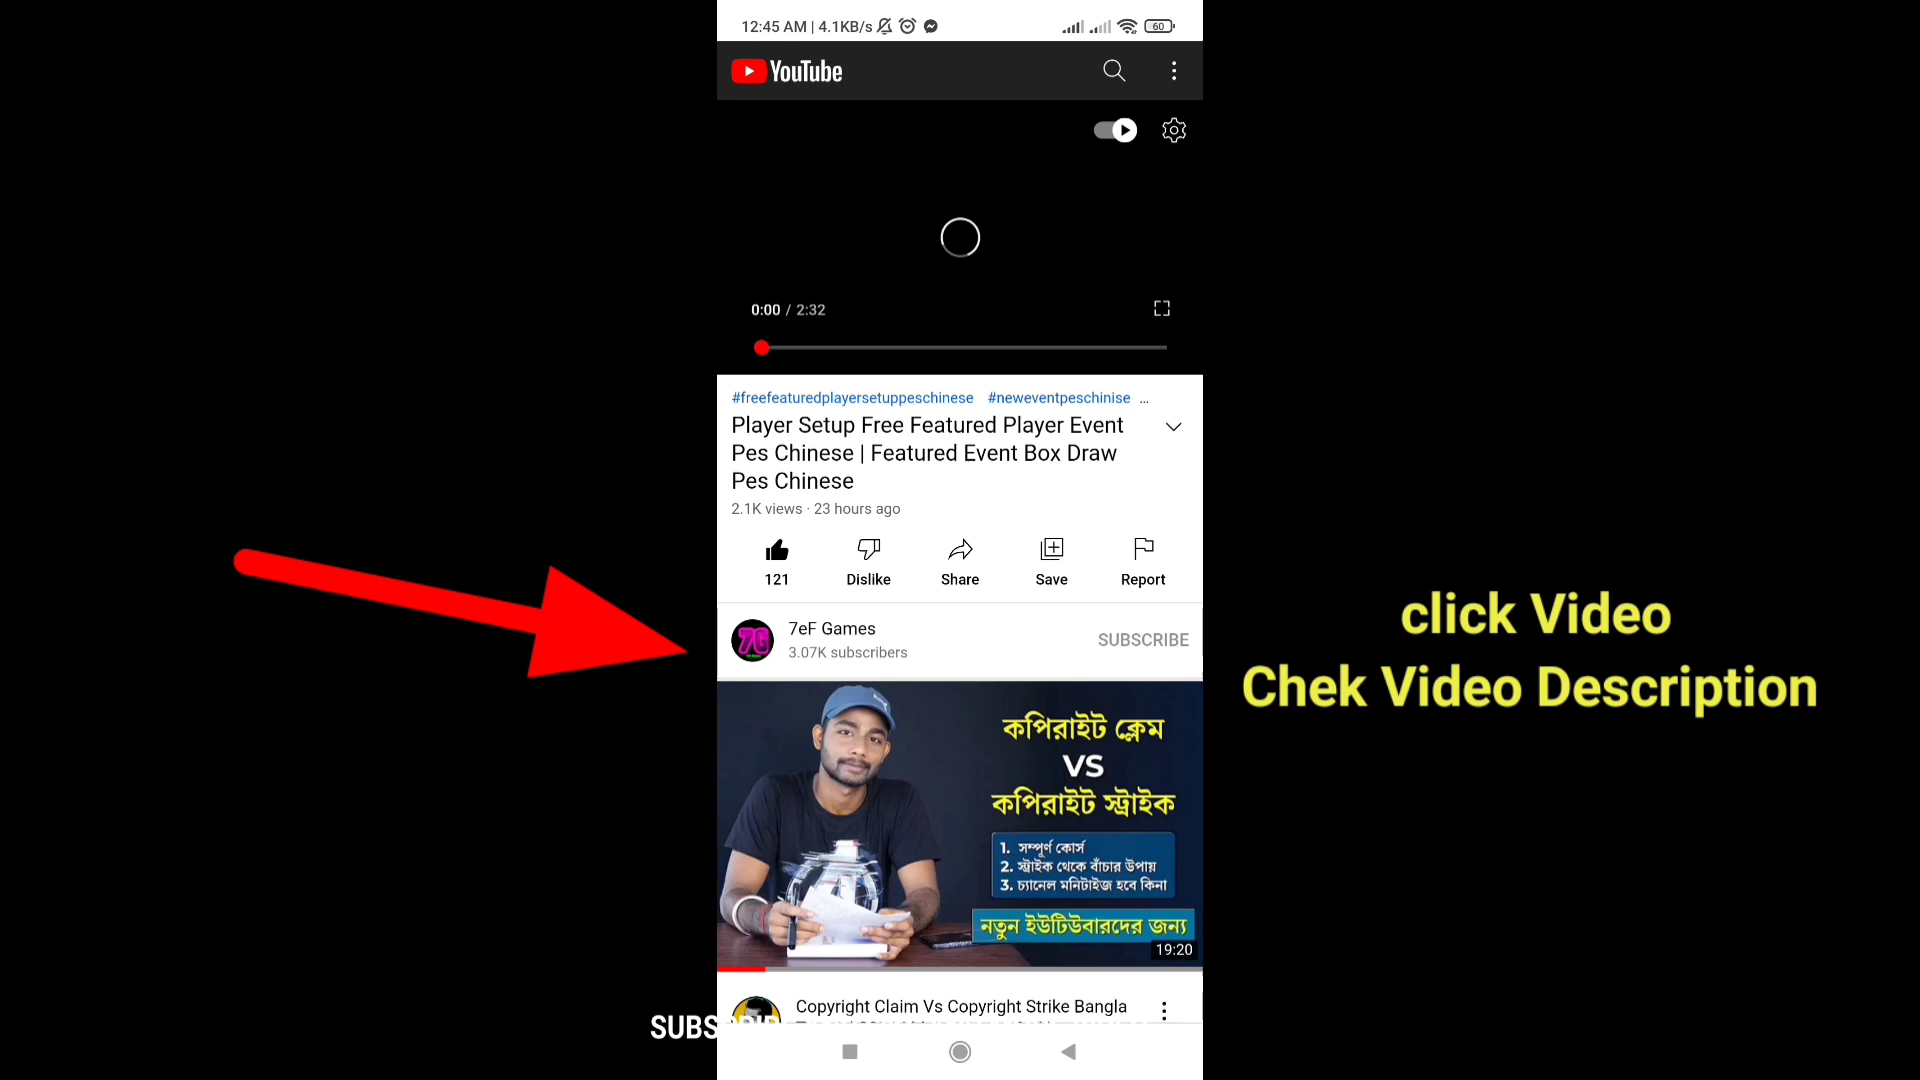 12:45 AM | 4.1KB/s
60
YouTube
0:00 / 2:32
#freefeaturedplayersetuppeschinese #neweventpeschinise ...
Player Setup Free Featured Player Event
Pes Chinese | Featured Event Box Draw
Pes Chinese
2.1K views · 23 hours ago
121 Dislike Share Save Report
7G
7eF Games
3.07K subscribers
SUBSCRIBE
click Video
Chek Video Description
কপিরাইট ক্লেম
VS
কপিরাইট স্ট্রাইক
1. সম্পূর্ণ কোর্স
2. স্ট্রাইক থেকে বাঁচার উপায়
3. চ্যানেল মনিটাইজ হবে কিনা
নতুন ইউটিউবারদের জন্য
19:20
Copyright Claim Vs Copyright Strike Bangla